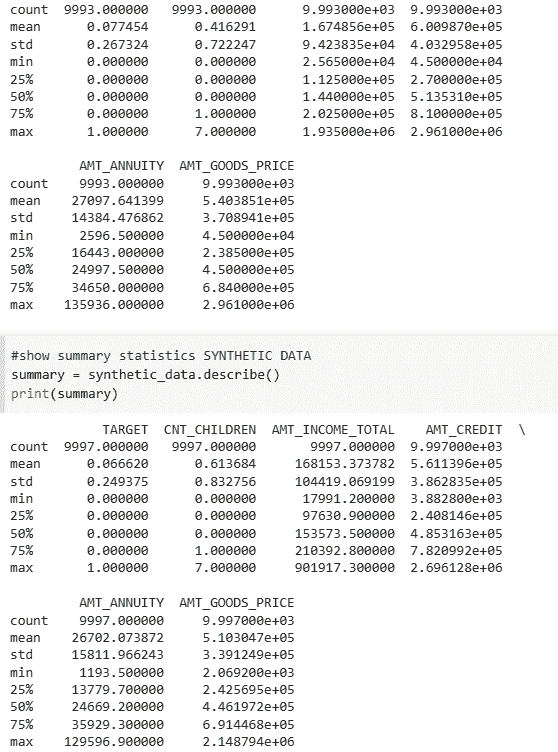 count 9993.000000 9993.000000 9.993000e+03 9.993000e+03
mean 0.077454 0.416291 1.674856e+05 6.009870e+05
std 0.267324 0.722247 9.423835e+04 4.032958e+05
min 0.000000 0.000000 2.565000e+04 4.500000e+04
25% 0.000000 0.000000 1.125000e+05 2.700000e+05
50% 0.000000 0.000000 1.440000e+05 5.135310e+05
75% 0.000000 1.000000 2.025000e+05 8.100000e+05
max 1.000000 7.000000 1.935000e+06 2.961000e+06
AMT_ANNUITY AMT_GOODS_PRICE
count 9993.000000 9.993000e+03
mean 27097.641399 5.403851e+05
std 14384.476862 3.708941e+05
min 2596.500000 4.500000e+04
25% 16443.000000 2.385000e+05
50% 24997.500000 4.500000e+05
75% 34650.000000 6.840000e+05
max 135936.000000 2.961000e+06
#show summary statistics SYNTHETIC DATA
summary = synthetic_data.describe()
print(summary)
TARGET CNT_CHILDREN AMT_INCOME_TOTAL AMT_CREDIT \
count 9997.000000 9997.000000 9997.000000 9.997000e+03
mean 0.066620 0.613684 168153.373782 5.611396e+05
std 0.249375 0.832756 104419.069199 3.862835e+05
min 0.000000 0.000000 17991.200000 3.882800e+03
25% 0.000000 0.000000 97630.900000 2.408146e+05
50% 0.000000 0.000000 153573.500000 4.853163e+05
75% 0.000000 1.000000 210392.800000 7.820992e+05
max 1.000000 7.000000 901917.300000 2.696128e+06
AMT_ANNUITY AMT_GOODS_PRICE
count 9997.000000 9.997000e+03
mean 26702.073872 5.103047e+05
std 15811.966243 3.391249e+05
min 1193.500000 2.069200e+03
25% 13779.700000 2.425695e+05
50% 24669.200000 4.461972e+05
75% 35929.300000 6.914468e+05
max 129596.900000 2.148794e+06